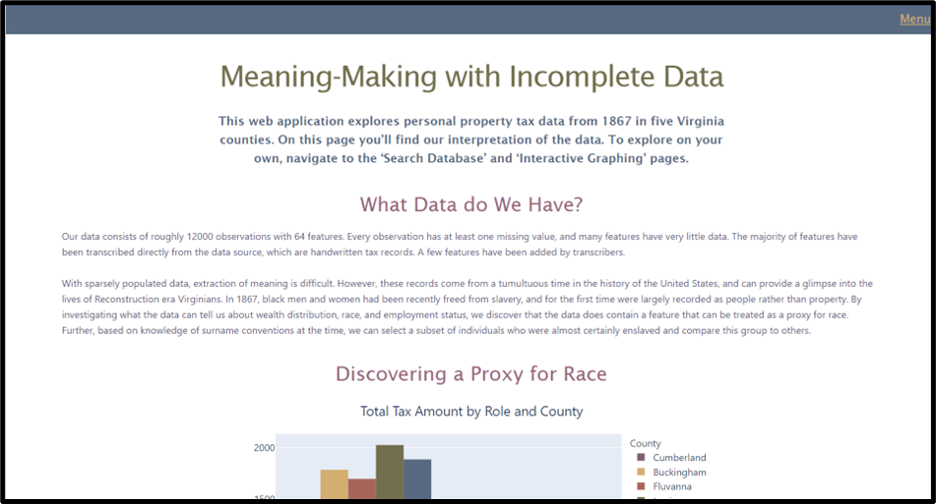 Menu
Meaning-Making with Incomplete Data
This web application explores personal property tax data from 1867 in five Virginia
counties. On this page you'll find our interpretation of the data. To explore on your
own, navigate to the 'Search Database' and 'Interactive Graphing' pages.
What Data do We Have?
Our data consists of roughly 12000 observations with 64 features. Every observation has at least one missing value, and many features have very little data. The majority of features have
been transcribed directly from the data source, which are handwritten tax records. A few features have been added by transcribers.
With sparsely populated data, extraction of meaning is difficult. However, these records come from a tumultuous time in the history of the United States, and can provide a glimpse into the
lives of Reconstruction era Virginians. In 1867, black men and women had been recently freed from slavery, and for the first time were largely recorded as people rather than property. By
investigating what the data can tell us about wealth distribution, race, and employment status, we discover that the data does contain a feature that can be treated as a proxy for race.
Further, based on knowledge of surname conventions at the time, we can select a subset of individuals who were almost certainly enslaved and compare this group to others.
Discovering a Proxy for Race
Total Tax Amount by Role and County
2000
1500
County
Cumberland
Buckingham
Fluvanna